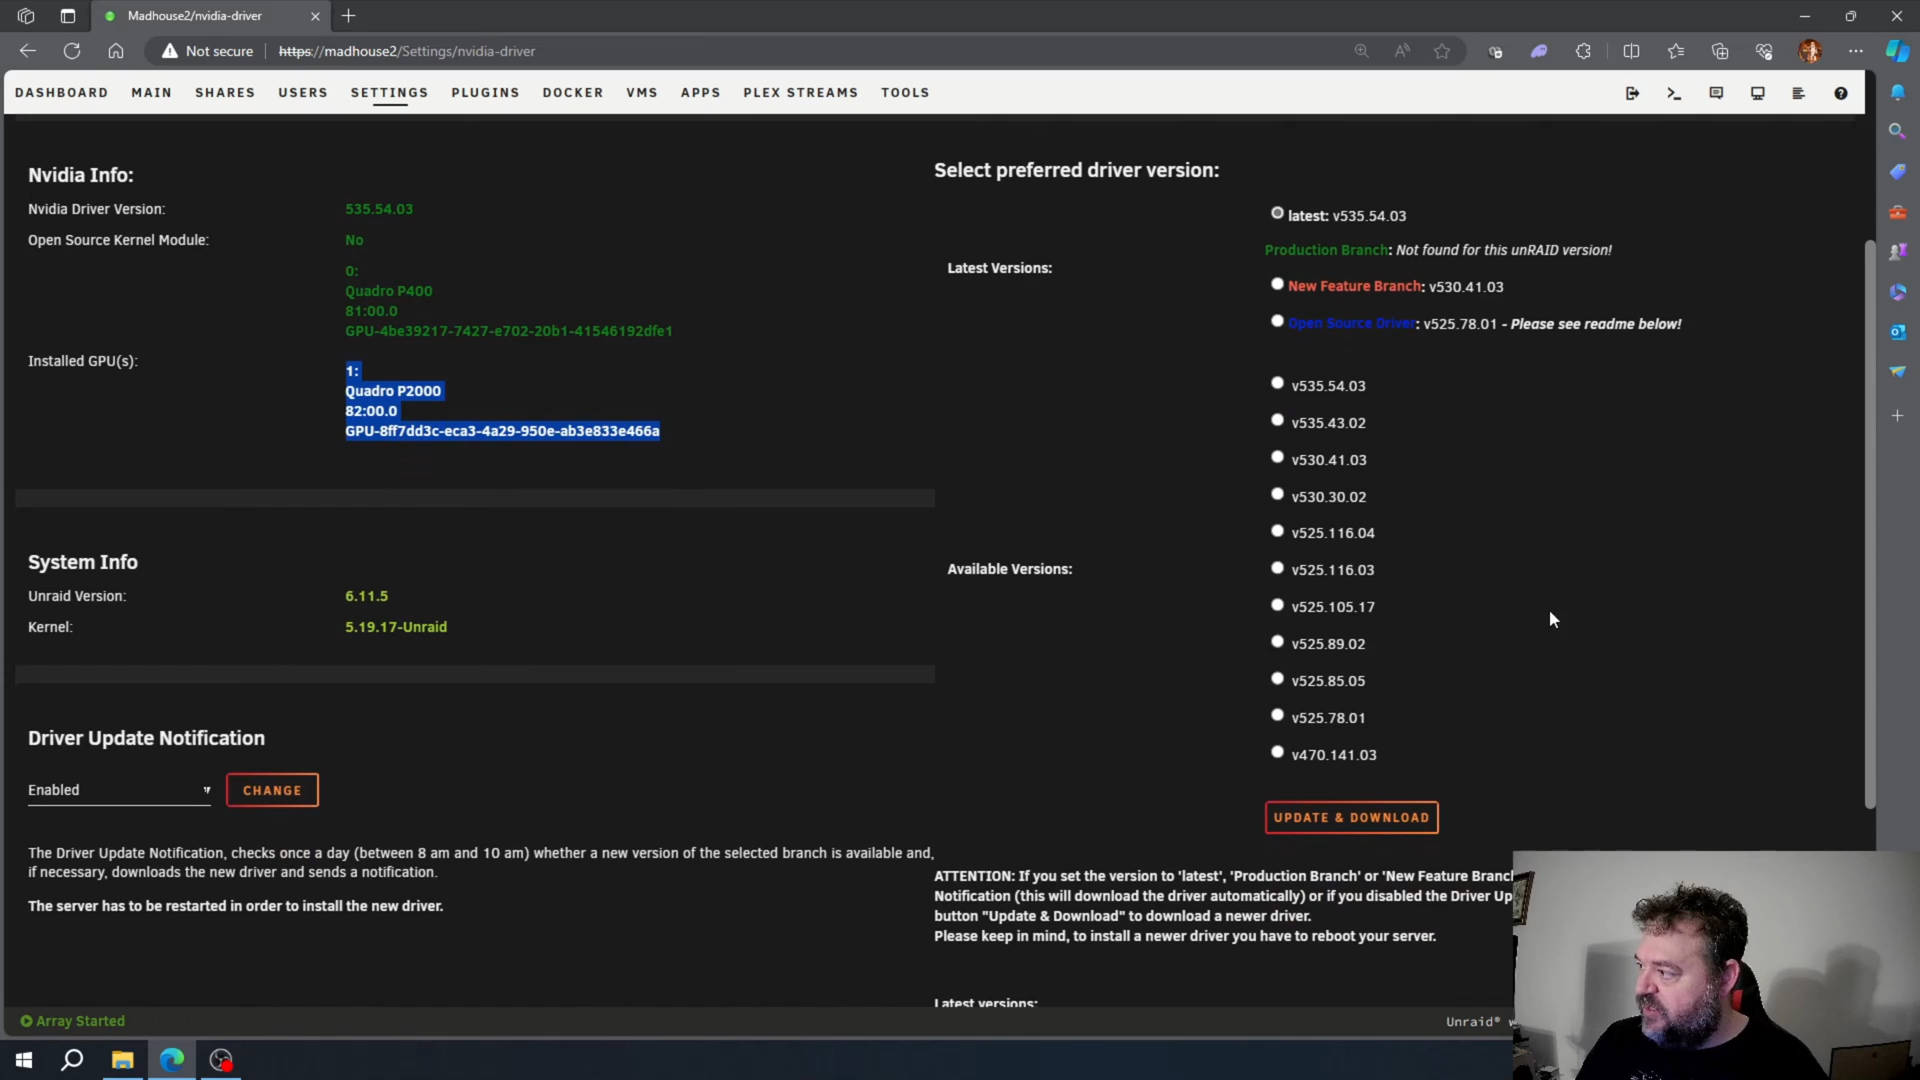 Madhouse2/nvidia-driver
Not secure
https://madhouse2/Settings/nvidia-driver
DASHBOARD MAIN SHARES USERS SETTINGS PLUGINS DOCKER VMS APPS PLEX STREAMS TOOLS
Nvidia Info:
Nvidia Driver Version: 535.54.03
Open Source Kernel Module: No
0:
Quadro P400
81:00.0
GPU-4be39217-7427-e702-20b1-41546192dfe1
Installed GPU(s):
1:
Quadro P2000
82:00.0
GPU-8ff7dd3c-eca3-4a29-950e-ab3e833e466a
System Info
Unraid Version: 6.11.5
Kernel: 5.19.17-Unraid
Driver Update Notification
Enabled CHANGE
The Driver Update Notification, checks once a day (between 8 am and 10 am) whether a new version of the selected branch is available and,
if necessary, downloads the new driver and sends a notification.
The server has to be restarted in order to install the new driver.
Select preferred driver version:
latest: v535.54.03
Production Branch: Not found for this unRAID version!
Latest Versions:
New Feature Branch: v530.41.03
Open Source Driver: v525.78.01 - Please see readme below!
v535.54.03
v535.43.02
v530.41.03
v530.30.02
v525.116.04
Available Versions: v525.116.03
v525.105.17
v525.89.02
v525.85.05
v525.78.01
v470.141.03
UPDATE & DOWNLOAD
ATTENTION: If you set the version to 'latest', 'Production Branch' or 'New Feature Branc
Notification (this will download the driver automatically) or if you disabled the Driver Up
button "Update & Download" to download a newer driver.
Please keep in mind, to install a newer driver you have to reboot your server.
Latest versions:
Array Started
Unraid® w